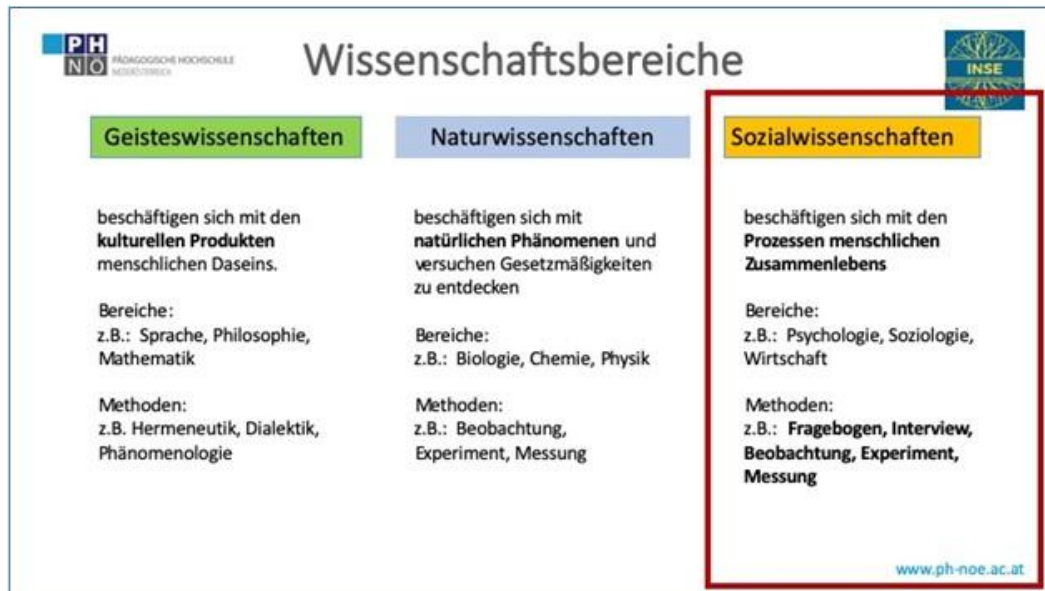 PH
NÖ
PÄDAGOGISCHE HOCHSCHULE
NIEDERÖSTERREICH
Wissenschaftsbereiche
INSE
Geisteswissenschaften
beschäftigen sich mit den
kulturellen Produkten
menschlichen Daseins.
Bereiche:
z.B.: Sprache, Philosophie,
Mathematik
Methoden:
z.B. Hermeneutik, Dialektik,
Phänomenologie
Naturwissenschaften
beschäftigen sich mit
natürlichen Phänomenen und
versuchen Gesetzmäßigkeiten
zu entdecken
Bereiche:
z.B.: Biologie, Chemie, Physik
Methoden:
z.B.: Beobachtung,
Experiment, Messung
Sozialwissenschaften
beschäftigen sich mit den
Prozessen menschlichen
Zusammenlebens
Bereiche:
z.B.: Psychologie, Soziologie,
Wirtschaft
Methoden:
z.B.: Fragebogen, Interview,
Beobachtung, Experiment,
Messung
www.ph-noe.ac.at